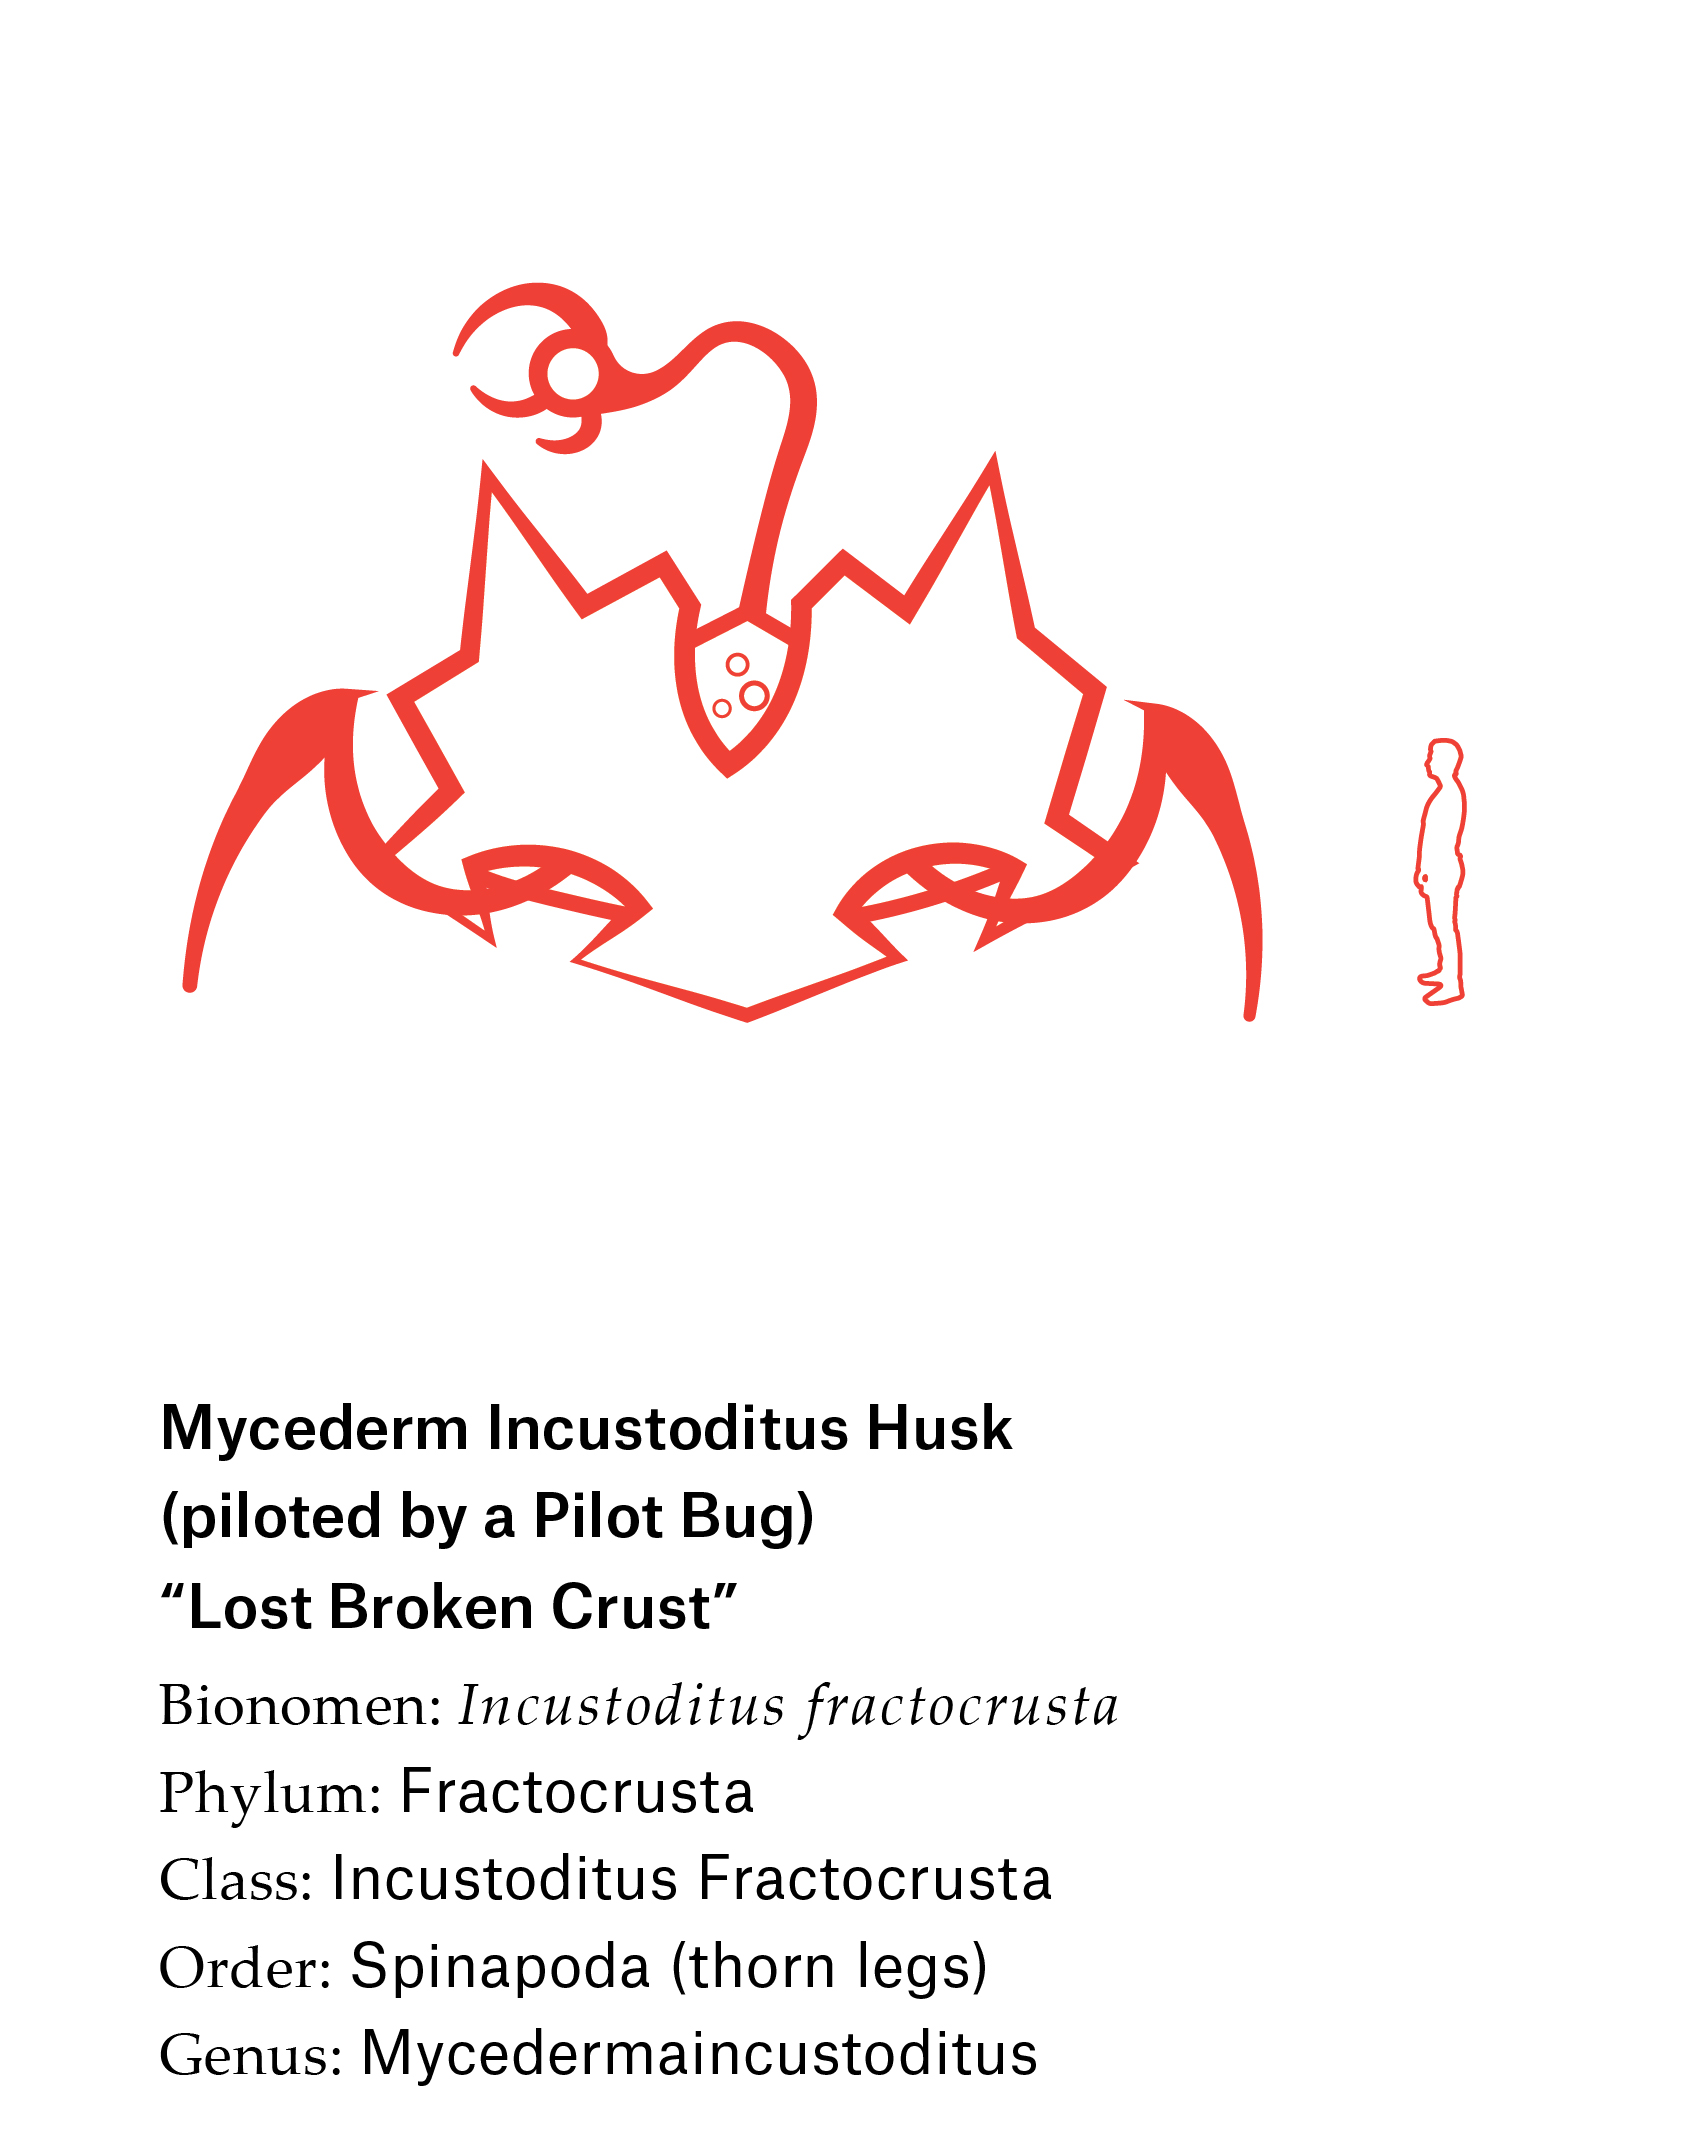 Mycederm Incustoditus Husk
(piloted by a Pilot Bug)
“Lost Broken Crust”
Bionomen: Incustoditus fractocrusta
Phylum: Fractocrusta
Class: Incustoditus Fractocrusta
Order: Spinapoda (thorn legs)
Genus: Mycedermaincustoditus